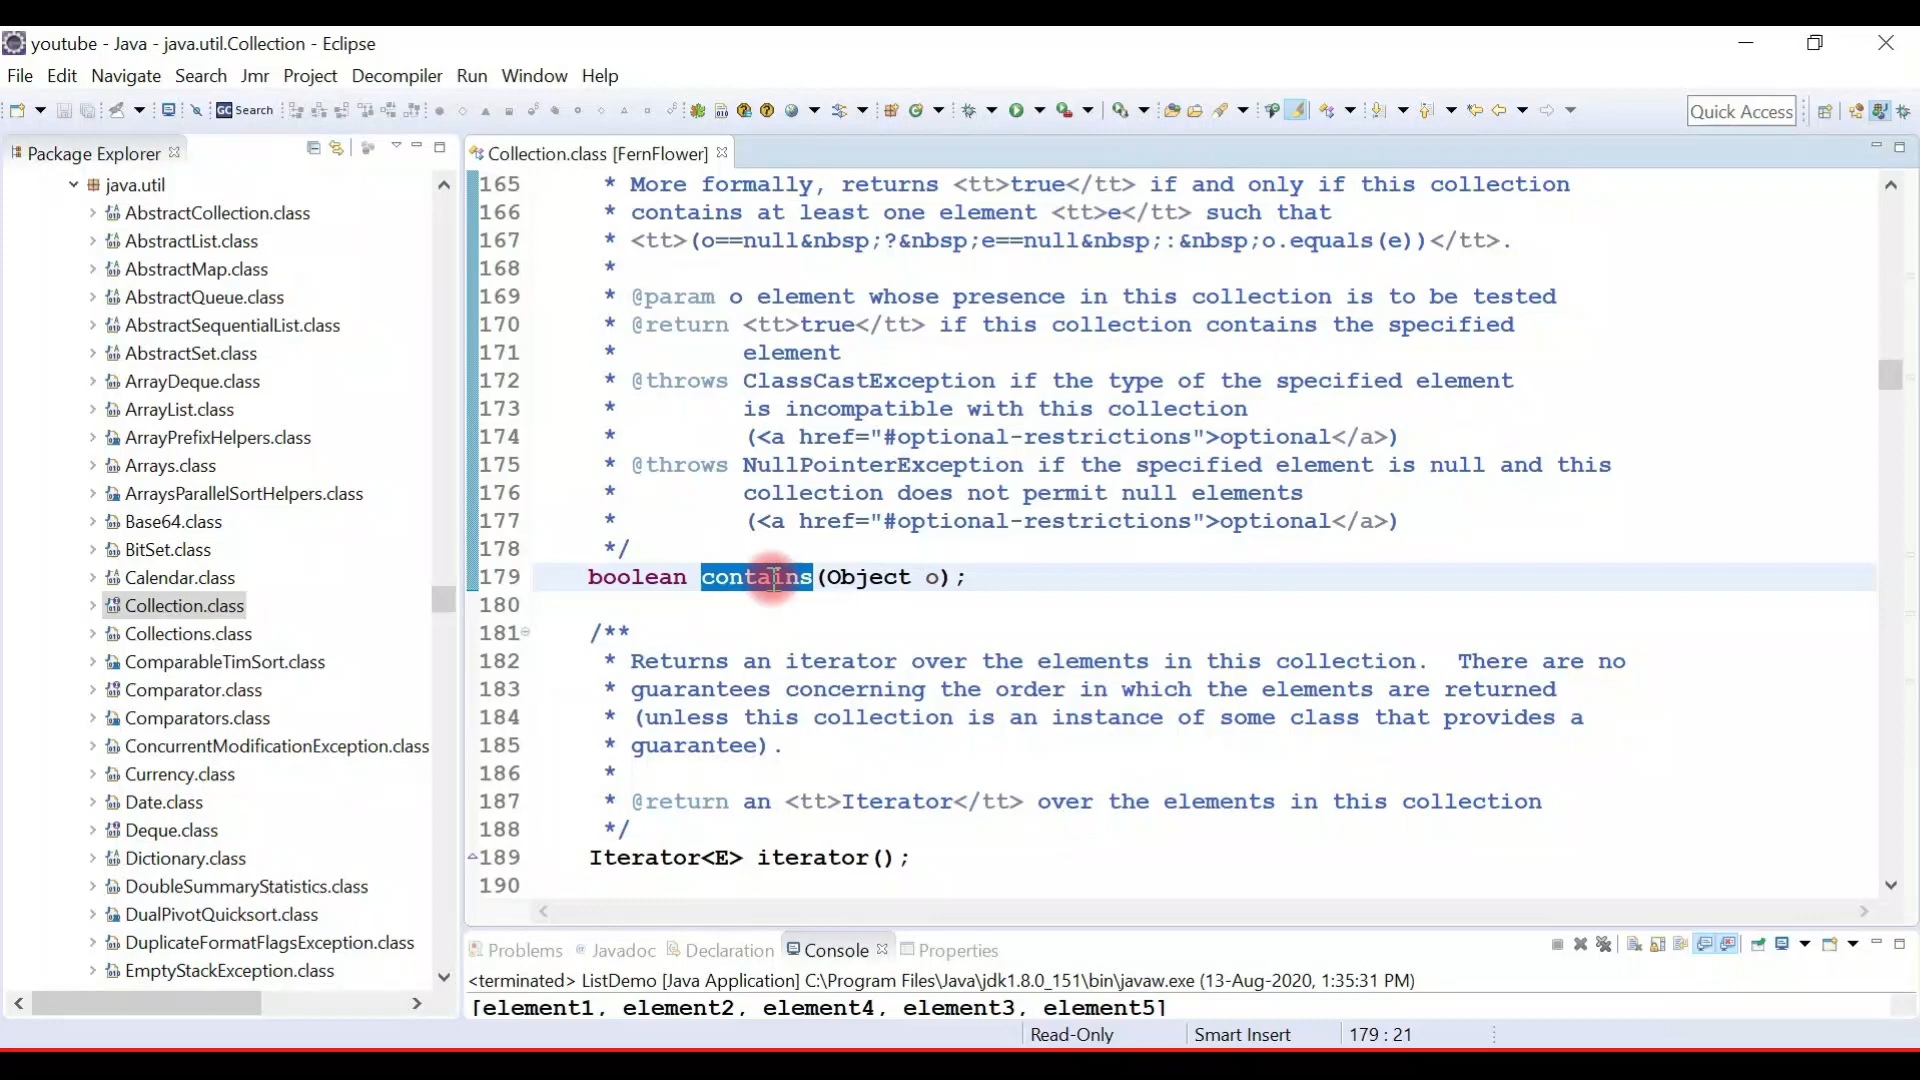 youtube - Java - java.util.Collection - Eclipse
File Edit Navigate Search Jmr Project Decompiler Run Window Help
GC Search
Quick Access
Package Explorer
Collection.class [FernFlower]
java.util
AbstractCollection.class
AbstractList.class
AbstractMap.class
AbstractQueue.class
AbstractSequentialList.class
AbstractSet.class
ArrayDeque.class
ArrayList.class
ArrayPrefixHelpers.class
Arrays.class
ArraysParallelSortHelpers.class
Base64.class
BitSet.class
Calendar.class
Collection.class
Collections.class
ComparableTimSort.class
Comparator.class
Comparators.class
ConcurrentModificationException.class
Currency.class
Date.class
Deque.class
Dictionary.class
DoubleSummaryStatistics.class
DualPivotQuicksort.class
DuplicateFormatFlagsException.class
EmptyStackException.class
165 * More formally, returns <tt>true</tt> if and only if this collection
166 * contains at least one element <tt>e</tt> such that
167 * <tt>(o==null&nbsp;?&nbsp;e==null&nbsp;:&nbsp;o.equals(e))</tt>.
168 *
169 * @param o element whose presence in this collection is to be tested
170 * @return <tt>true</tt> if this collection contains the specified
171 * element
172 * @throws ClassCastException if the type of the specified element
173 * is incompatible with this collection
174 * (<a href="#optional-restrictions">optional</a>)
175 * @throws NullPointerException if the specified element is null and this
176 * collection does not permit null elements
177 * (<a href="#optional-restrictions">optional</a>)
178 */
179 boolean contains(Object o);
180
181 /**
182 * Returns an iterator over the elements in this collection.  There are no
183 * guarantees concerning the order in which the elements are returned
184 * (unless this collection is an instance of some class that provides a
185 * guarantee).
186 *
187 * @return an <tt>Iterator</tt> over the elements in this collection
188 */
189 Iterator<E> iterator();
190
Problems @ Javadoc Declaration Console Properties
<terminated> ListDemo [Java Application] C:\Program Files\Java\jdk1.8.0_151\bin\javaw.exe (13-Aug-2020, 1:35:31 PM)
[element1, element2, element4, element3, element5]
Read-Only Smart Insert 179 : 21